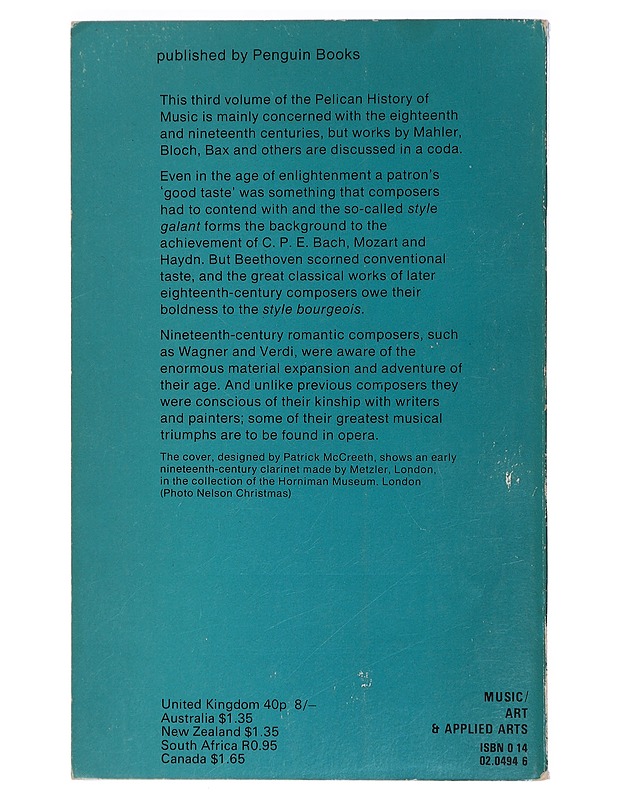 published by Penguin Books
This third volume of the Pelican History of
Music is mainly concerned with the eighteenth
and nineteenth centuries, but works by Mahler,
Bloch, Bax and others are discussed in a coda.
Even in the age of enlightenment a patron's
'good taste' was something that composers
had to contend with and the so-called style
galant forms the background to the
achievement of C. P. E. Bach, Mozart and
Haydn. But Beethoven scorned conventional
taste, and the great classical works of later
eighteenth-century composers owe their
boldness to the style bourgeois.
Nineteenth-century romantic composers, such
as Wagner and Verdi, were aware of the
enormous material expansion and adventure of
their age. And unlike previous composers they
were conscious of their kinship with writers
and painters; some of their greatest musical
triumphs are to be found in opera.
The cover, designed by Patrick McCreeth, shows an early
nineteenth-century clarinet made by Metzler, London,
in the collection of the Horniman Museum. London
(Photo Nelson Christmas)
United Kingdom 40p 8/–
Australia $1.35
New Zealand $1.35
South Africa R0.95
Canada $1.65
MUSIC/
ART
& APPLIED ARTS
ISBN 0 14
02.0494 6